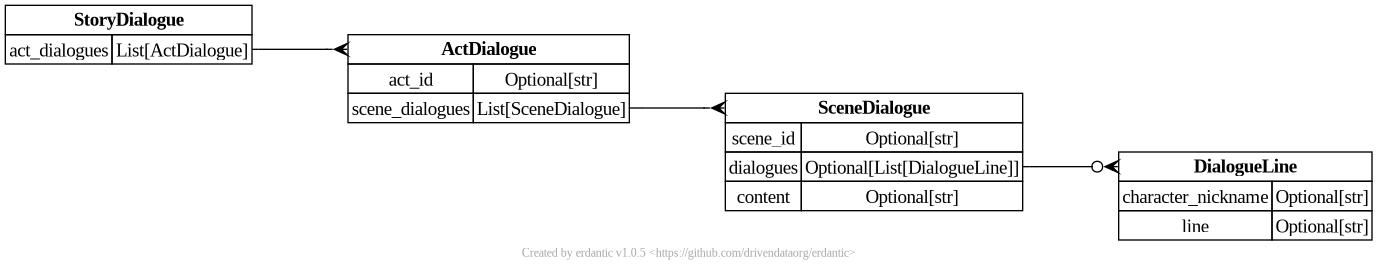 StoryDialogue
act_dialogues List[ActDialogue]
ActDialogue
act_id Optional[str]
scene_dialogues List[SceneDialogue]
SceneDialogue
scene_id Optional[str]
dialogues Optional[List[DialogueLine]]
content Optional[str]
DialogueLine
character_nickname Optional[str]
line Optional[str]
Created by erdantic v1.0.5 <https://github.com/drivendataorg/erdantic>